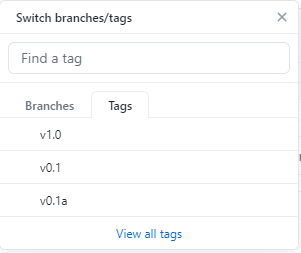 Switch branches/tags
Find a tag
Branches Tags
v1.0
v0.1
v0.1a
View all tags